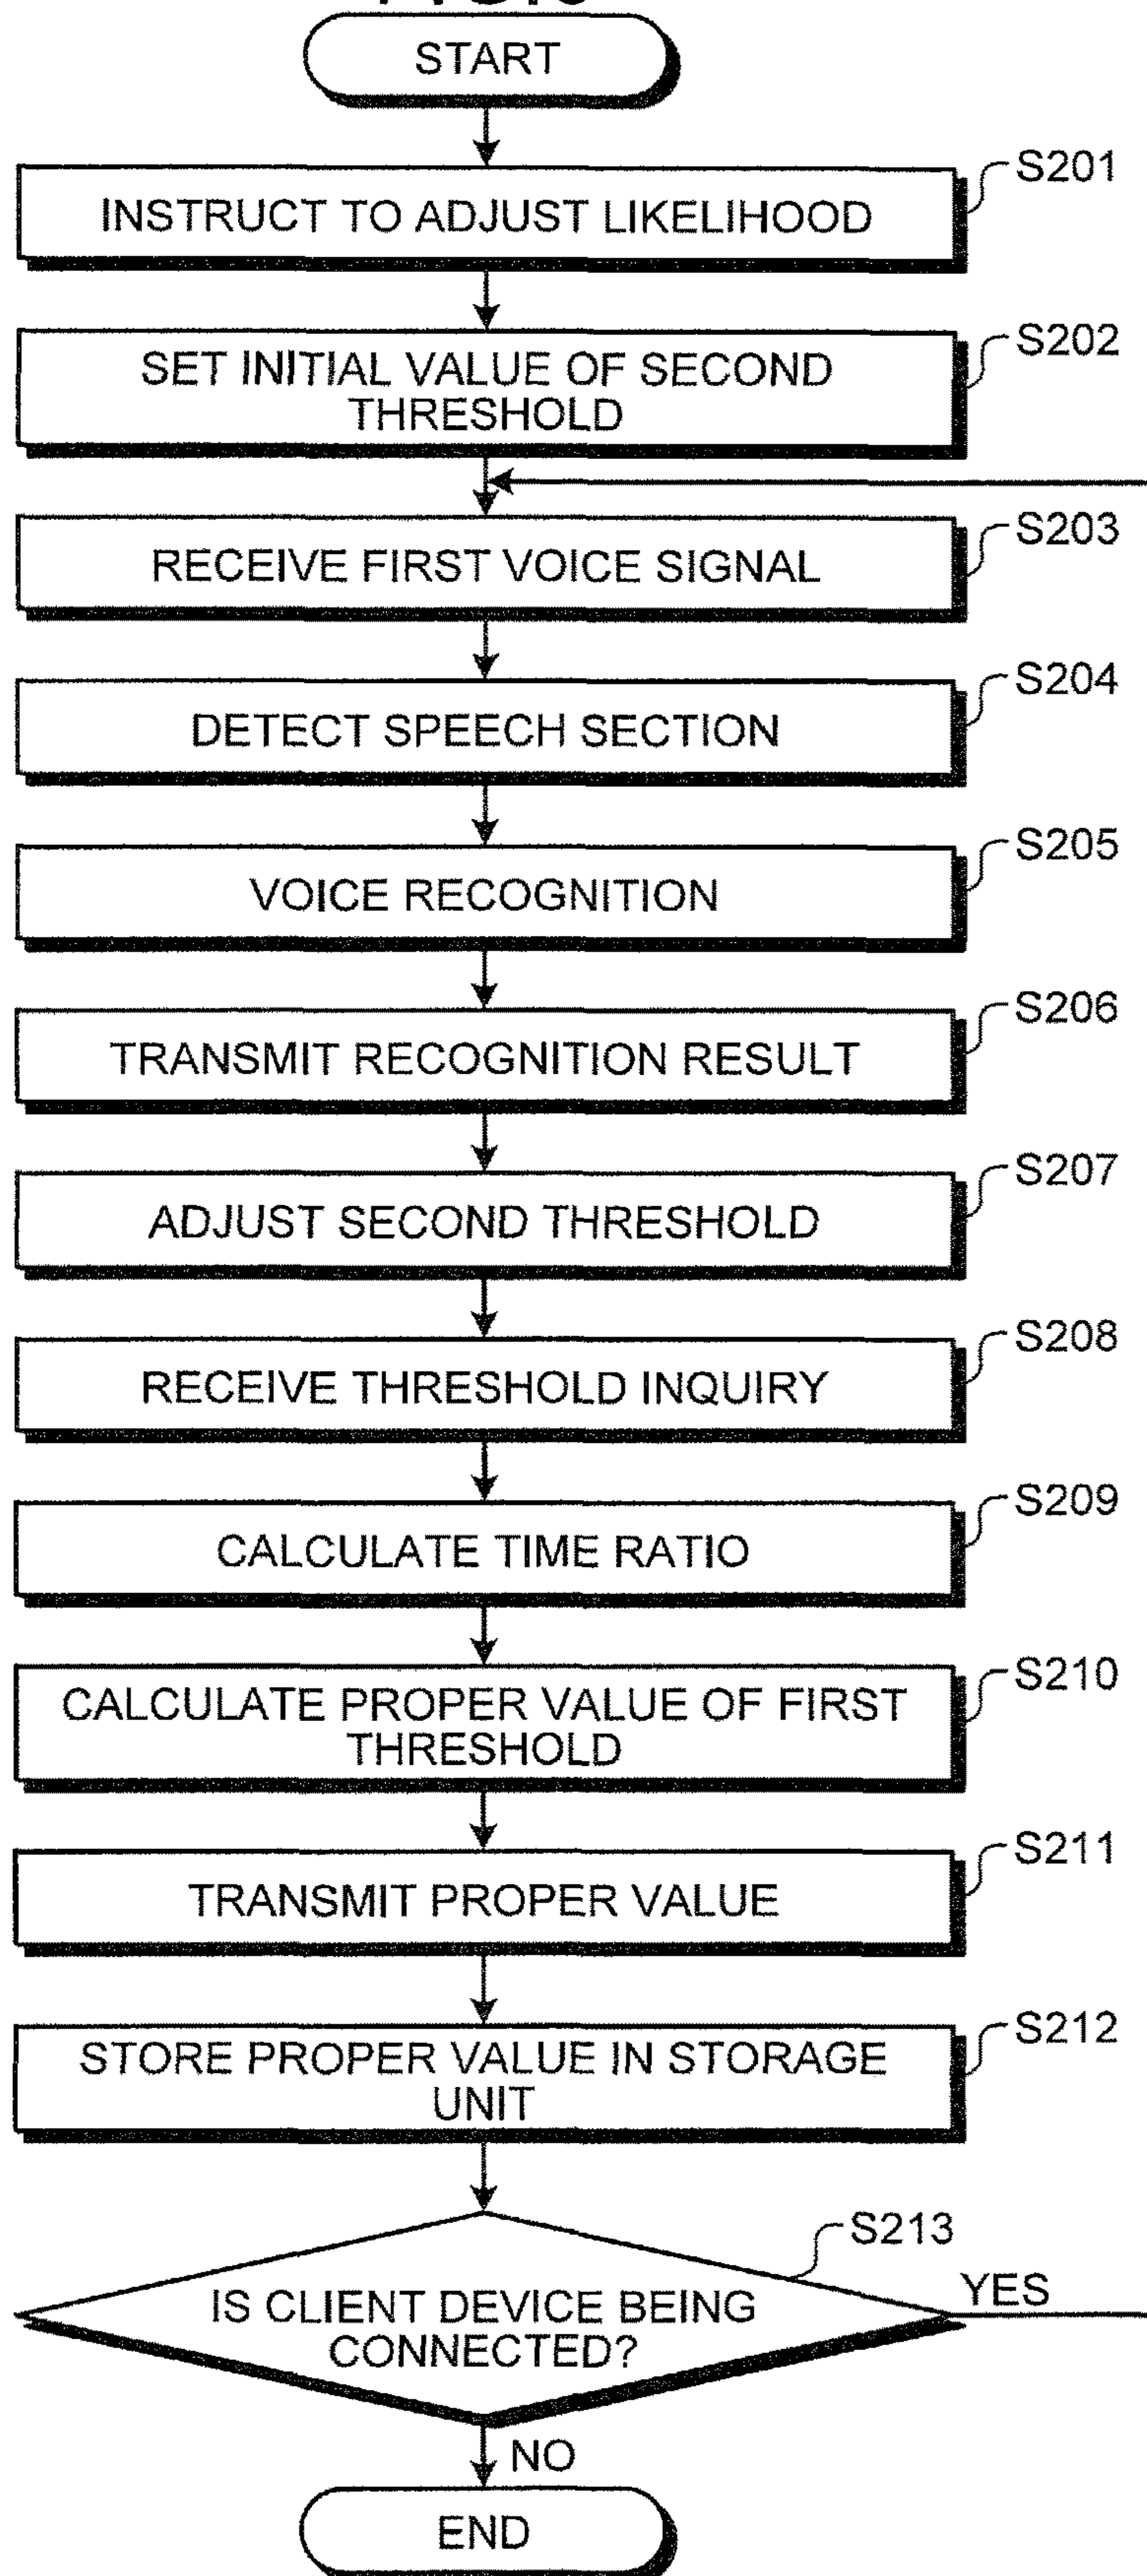 START
S201
INSTRUCT TO ADJUST LIKELIHOOD
S202
SET INITIAL VALUE OF SECOND
THRESHOLD
S203
RECEIVE FIRST VOICE SIGNAL
S204
DETECT SPEECH SECTION
S205
VOICE RECOGNITION
S206
TRANSMIT RECOGNITION RESULT
S207
ADJUST SECOND THRESHOLD
S208
RECEIVE THRESHOLD INQUIRY
S209
CALCULATE TIME RATIO
S210
CALCULATE PROPER VALUE OF FIRST
THRESHOLD
S211
TRANSMIT PROPER VALUE
S212
STORE PROPER VALUE IN STORAGE
UNIT
S213
IS CLIENT DEVICE BEING
CONNECTED?
YES
NO
END